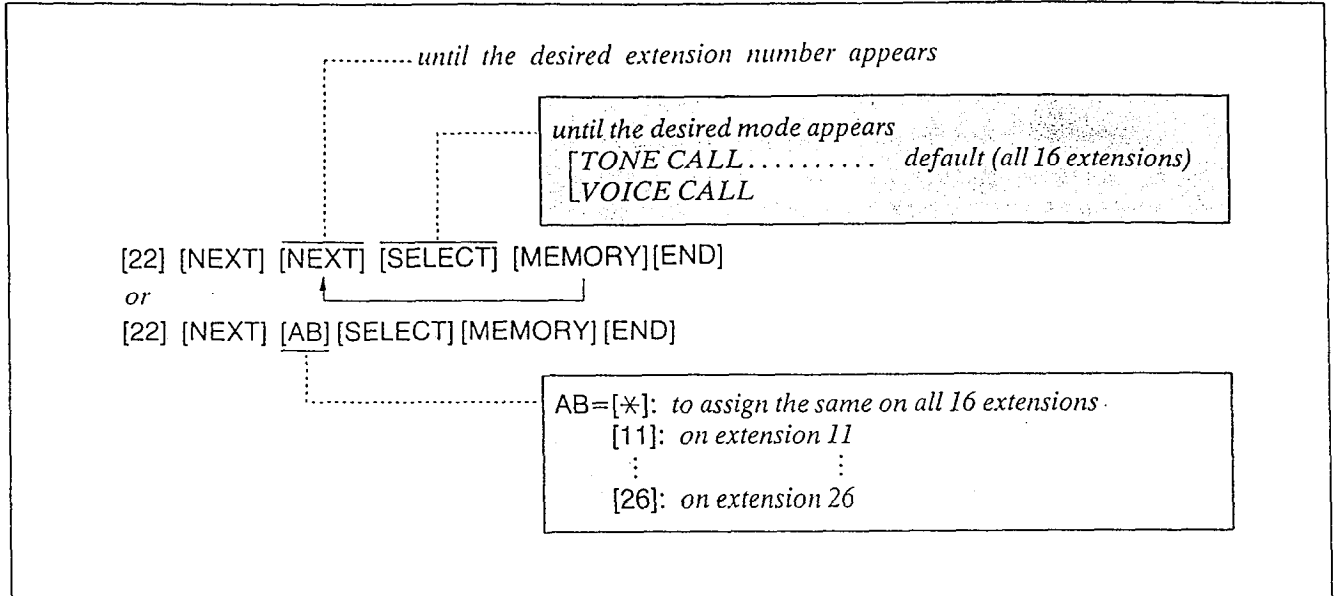 until the desired extension number appears
until the desired mode appears
TONE CALL.......... default (all 16 extensions)
VOICE CALL
[22] [NEXT] [NEXT] [SELECT] [MEMORY][END]
or
[22] [NEXT] [AB] [SELECT] [MEMORY] [END]
AB=[*]: to assign the same on all 16 extensions
[11]: on extension 11
[26]: on extension 26